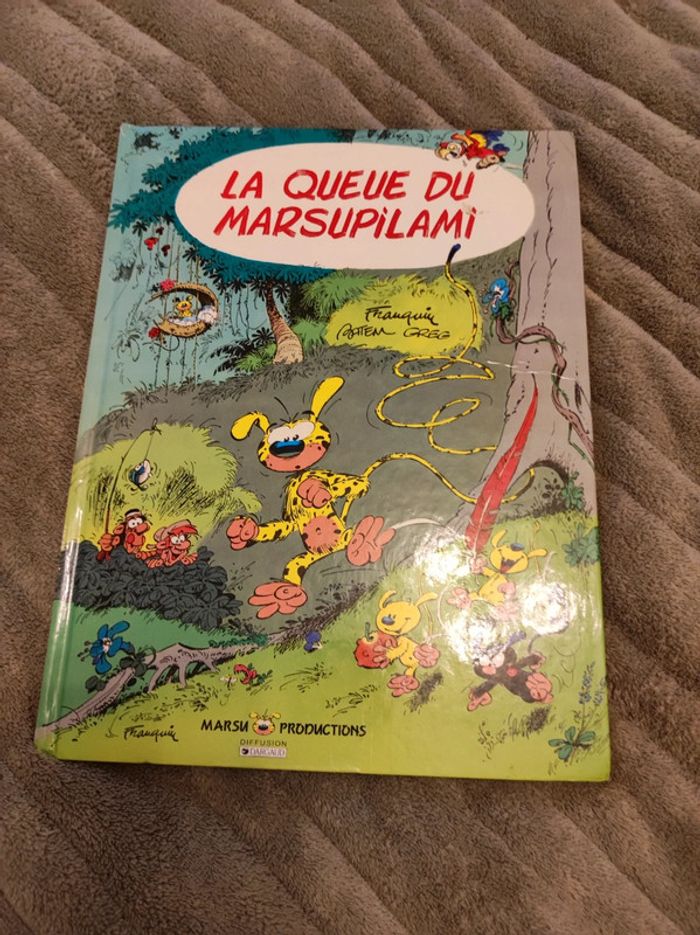 LA QUEUE DU
MARSUPiLAMi
Franquin
BATEM GREG
MARSU PRODUCTIONS
DIFFUSION
DARGAUD
Franquin